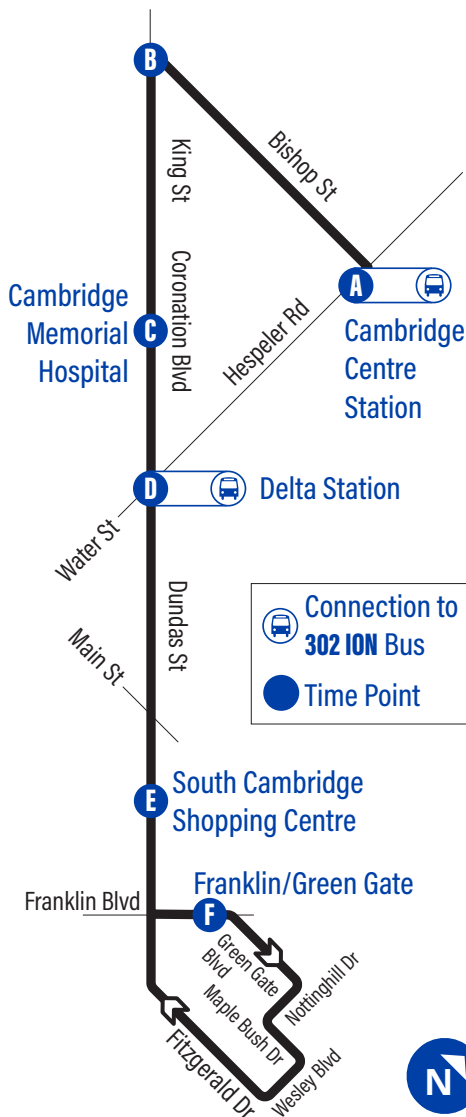 B
King St
Bishop St
A
Cambridge
Centre
Station
Hespeler Rd
Coronation Blvd
Cambridge
Memorial
Hospital
C
D
Delta Station
Water St
Dundas St
Main St
Connection to
302 ION Bus
Time Point
E
South Cambridge
Shopping Centre
Franklin/Green Gate
Franklin Blvd
F
Green Gate
Blvd
Nottinghill Dr
Maple Bush Dr
Wesley Blvd
Fitzgerald Dr
N